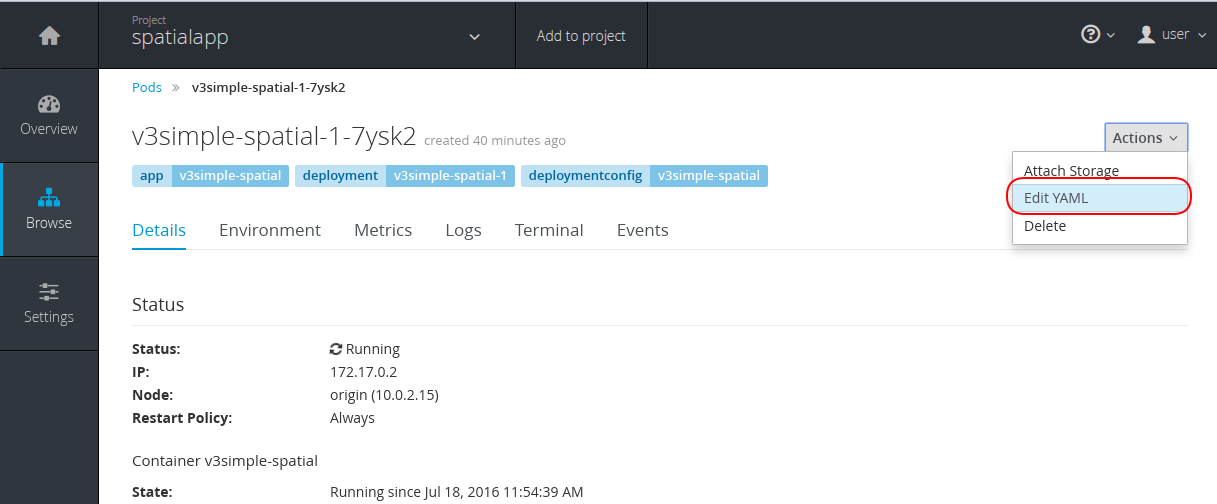 Project
spatialapp
Add to project
user
Overview
Browse
Settings
Pods » v3simple-spatial-1-7ysk2
v3simple-spatial-1-7ysk2 created 40 minutes ago
Actions
Attach Storage
Edit YAML
Delete
app v3simple-spatial deployment v3simple-spatial-1 deploymentconfig v3simple-spatial
Details Environment Metrics Logs Terminal Events
Status
Status: Running
IP: 172.17.0.2
Node: origin (10.0.2.15)
Restart Policy: Always
Container v3simple-spatial
State: Running since Jul 18, 2016 11:54:39 AM